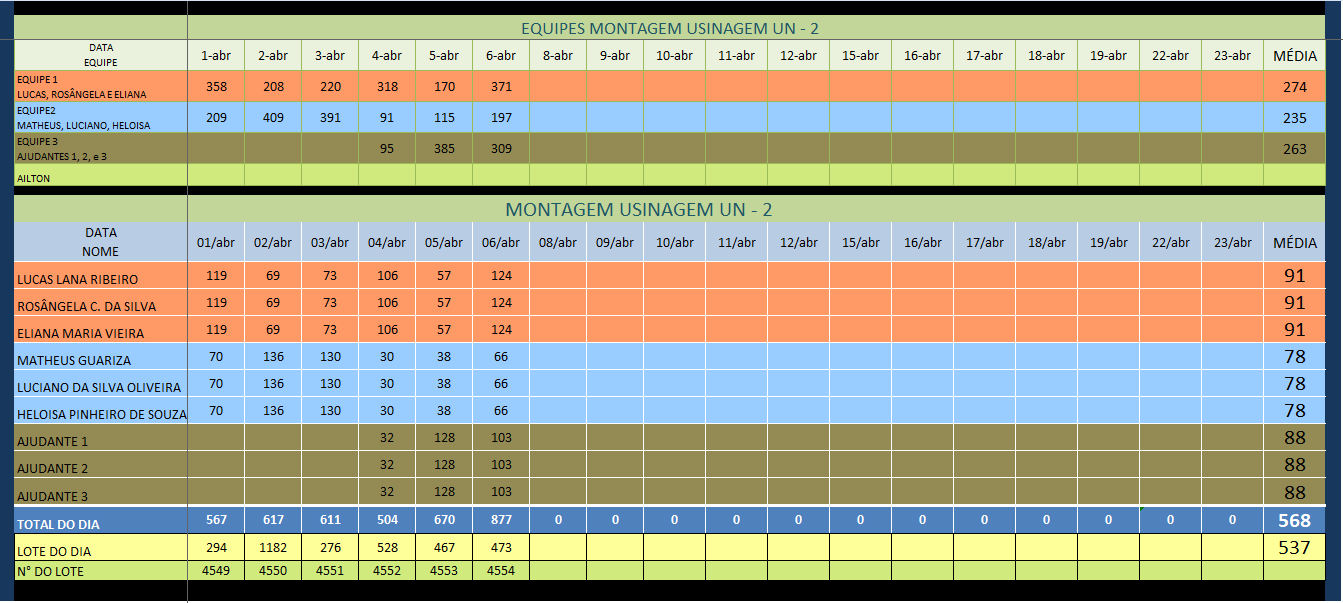 EQUIPES MONTAGEM USINAGEM UN - 2
DATA
EQUIPE
1-abr 2-abr 3-abr 4-abr 5-abr 6-abr 8-abr 9-abr 10-abr 11-abr 12-abr 15-abr 16-abr 17-abr 18-abr 19-abr 22-abr 23-abr MÉDIA
EQUIPE 1
LUCAS, ROSÂNGELA E ELIANA
358 208 220 318 170 371 274
EQUIPE2
MATHEUS, LUCIANO, HELOISA
209 409 391 91 115 197 235
EQUIPE 3
AJUDANTES 1, 2, e 3
95 385 309 263
AILTON
MONTAGEM USINAGEM UN - 2
DATA
NOME
01/abr 02/abr 03/abr 04/abr 05/abr 06/abr 08/abr 09/abr 10/abr 11/abr 12/abr 15/abr 16/abr 17/abr 18/abr 19/abr 22/abr 23/abr MÉDIA
LUCAS LANA RIBEIRO 119 69 73 106 57 124 91
ROSÂNGELA C. DA SILVA 119 69 73 106 57 124 91
ELIANA MARIA VIEIRA 119 69 73 106 57 124 91
MATHEUS GUARIZA 70 136 130 30 38 66 78
LUCIANO DA SILVA OLIVEIRA 70 136 130 30 38 66 78
HELOISA PINHEIRO DE SOUZA 70 136 130 30 38 66 78
AJUDANTE 1 32 128 103 88
AJUDANTE 2 32 128 103 88
AJUDANTE 3 32 128 103 88
TOTAL DO DIA 567 617 611 504 670 877 0 0 0 0 0 0 0 0 0 0 0 0 568
LOTE DO DIA 294 1182 276 528 467 473 537
N° DO LOTE 4549 4550 4551 4552 4553 4554